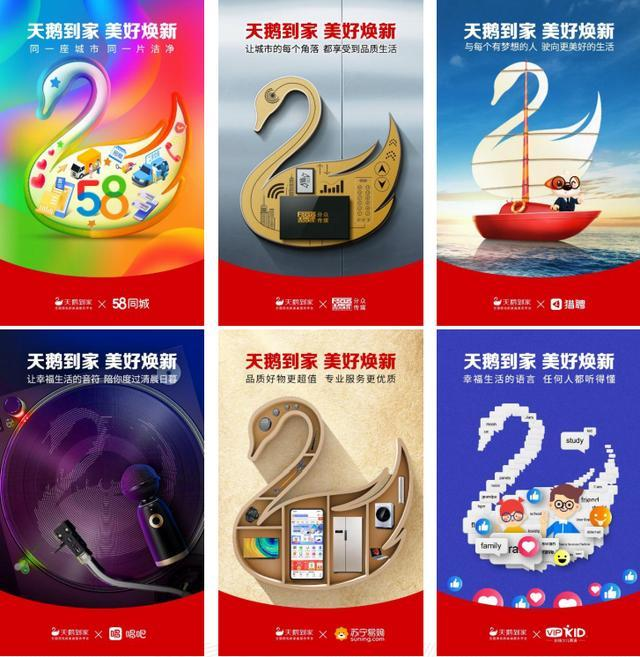 天鹅到家 美好焕新
同一座城市 同一片洁净
58
天鹅到家 × 58同城
天鹅到家 美好焕新
让城市的每个角落 都享受到品质生活
FOCUS MEDIA 分众传媒
天鹅到家 × FOCUS MEDIA 分众传媒
天鹅到家 美好焕新
与每个有梦想的人 驶向更美好的生活
天鹅到家 × 猎聘
天鹅到家 美好焕新
让幸福生活的音符 陪你度过清晨日暮
天鹅到家 × 唱 唱吧
天鹅到家 美好焕新
品质好物更超值 专业服务更优质
天鹅到家 × 苏宁易购
suning.com
天鹅到家 美好焕新
幸福生活的语言 任何人都听得懂
study
friend
school
family
天鹅到家 × VIPKID